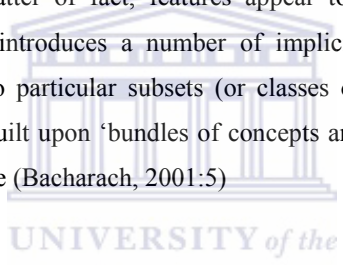 atter of fact, features appear to
introduces a number of implic
o particular subsets (or classes o
uilt upon ‘bundles of concepts an
e (Bacharach, 2001:5)
UNIVERSITY of the